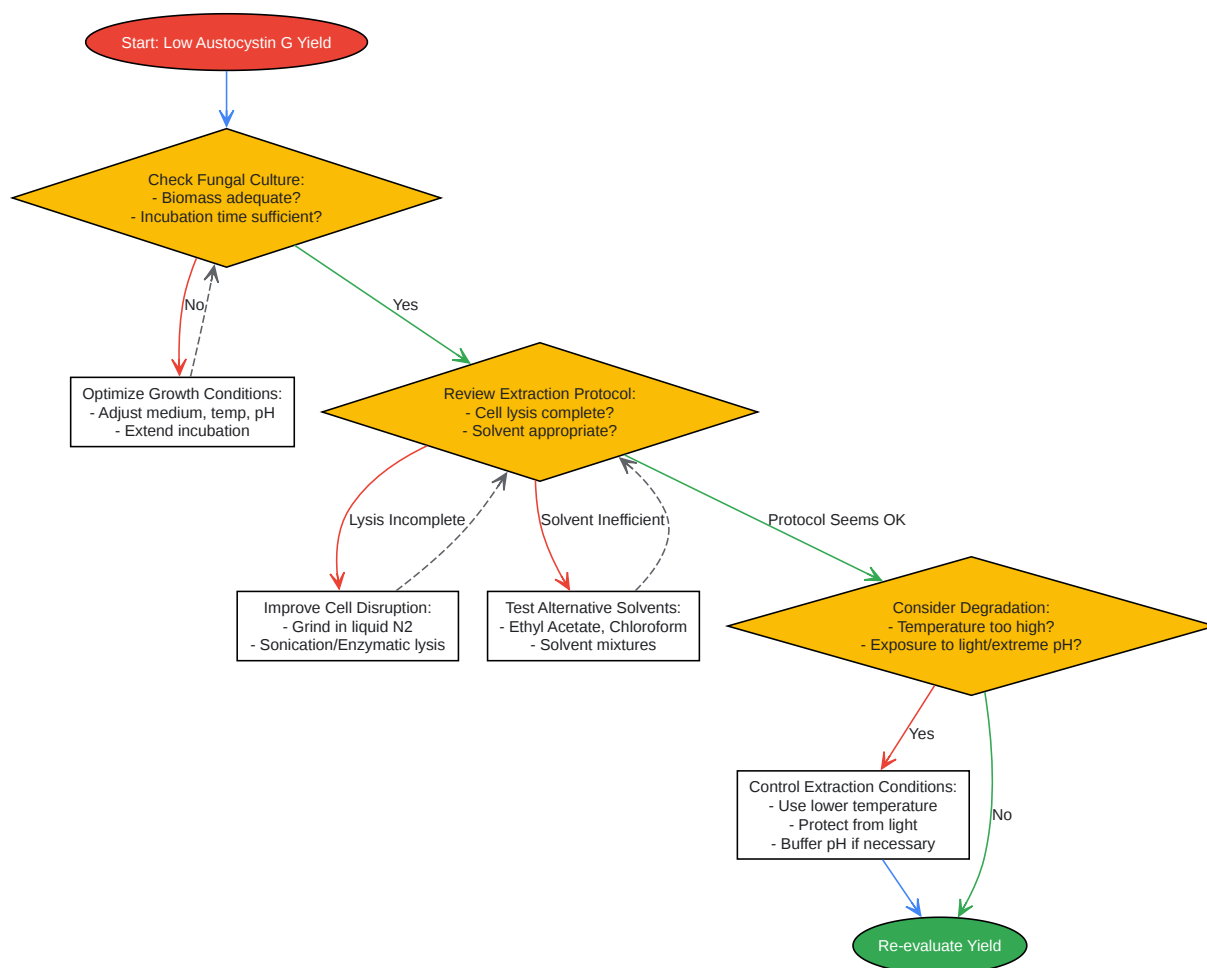 Start: Low Austocystin G Yield
Check Fungal Culture:
- Biomass adequate?
- Incubation time sufficient?
No
Yes
Optimize Growth Conditions:
- Adjust medium, temp, pH
- Extend incubation
Review Extraction Protocol:
- Cell lysis complete?
- Solvent appropriate?
Lysis Incomplete
Solvent Inefficient
Protocol Seems OK
Improve Cell Disruption:
- Grind in liquid N2
- Sonication/Enzymatic lysis
Test Alternative Solvents:
- Ethyl Acetate, Chloroform
- Solvent mixtures
Consider Degradation:
- Temperature too high?
- Exposure to light/extreme pH?
Yes
No
Control Extraction Conditions:
- Use lower temperature
- Protect from light
- Buffer pH if necessary
Re-evaluate Yield